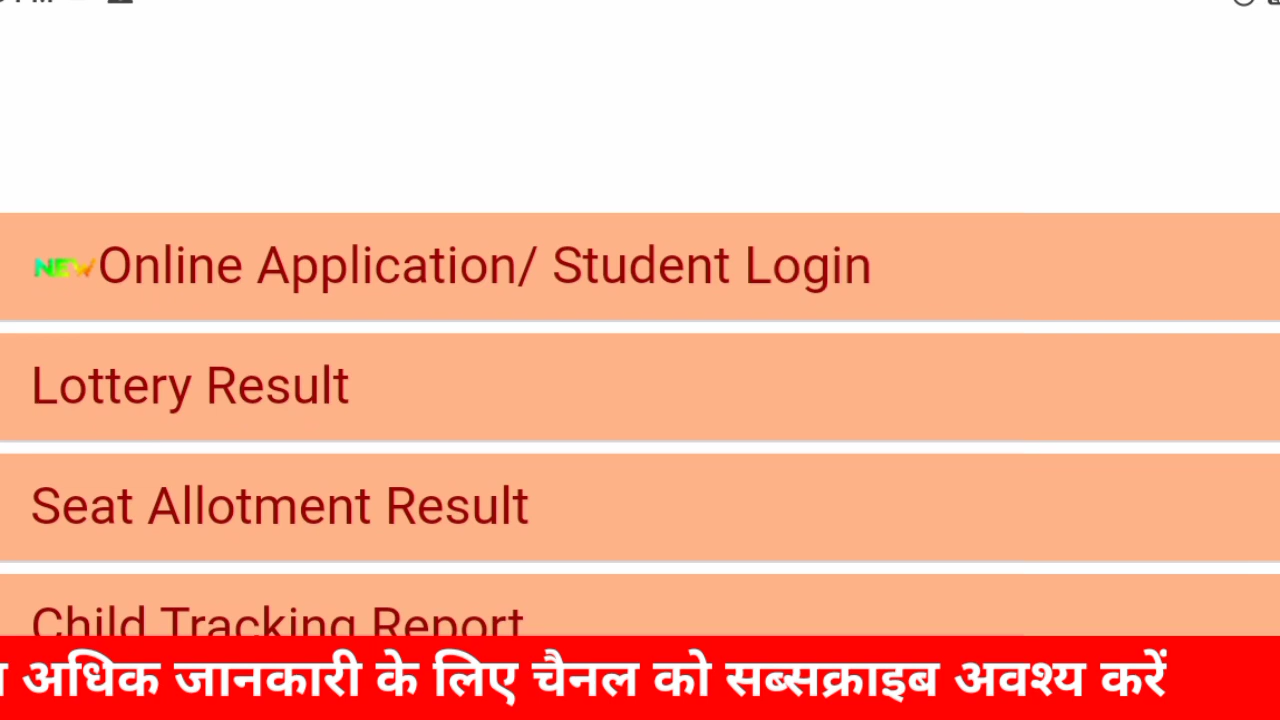 NEW Online Application/ Student Login
Lottery Result
Seat Allotment Result
Child Tracking Report
अधिक जानकारी के लिए चैनल को सब्सक्राइब अवश्य करें